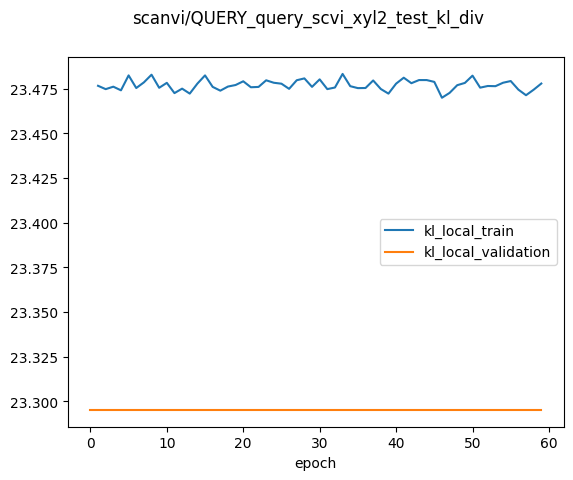 scanvi/QUERY_query_scvi_xyl2_test_kl_div
23.475
23.450
23.425
23.400
23.375
23.350
23.325
23.300
kl_local_train
kl_local_validation
0 10 20 30 40 50 60
epoch